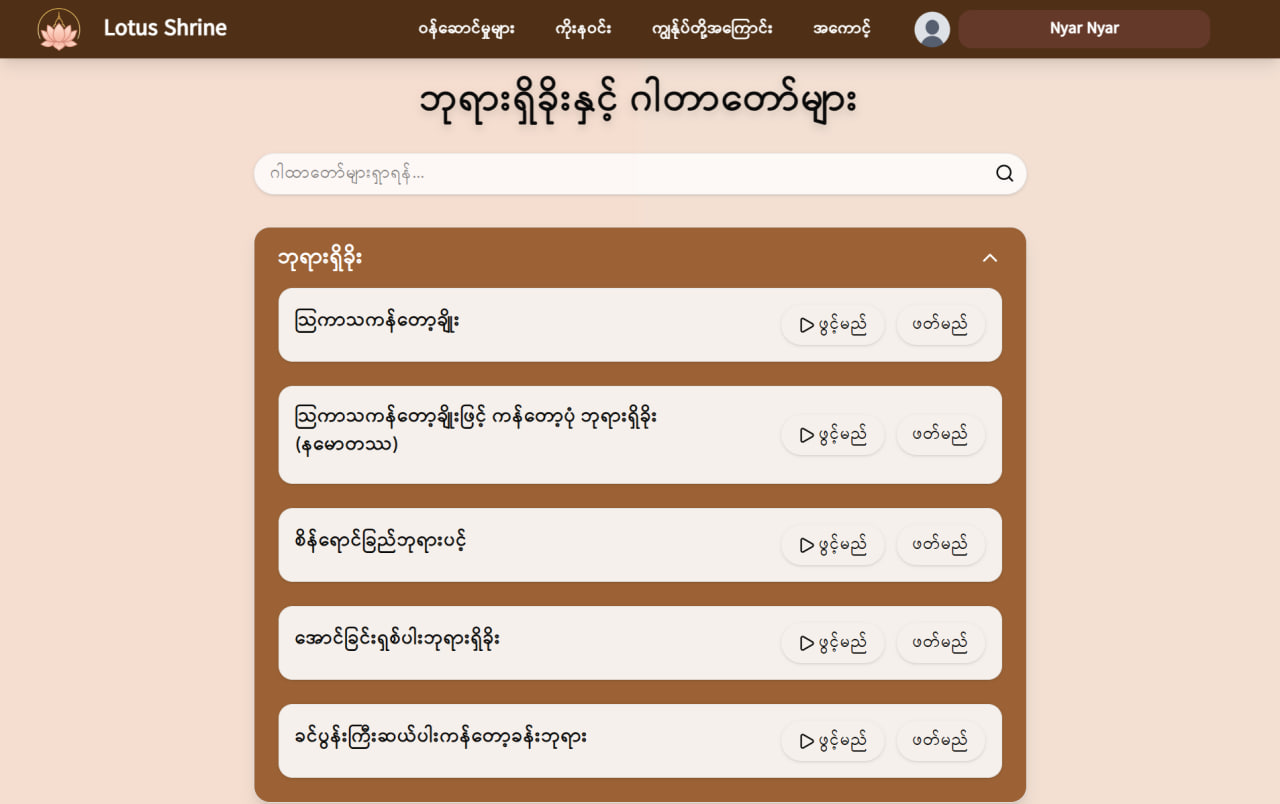 Lotus Shrine
ဝန်ဆောင်မှုများ
ကိုးနဝင်း
ကျွန်ုပ်တို့အကြောင်း
အကောင့်
Nyar Nyar
ဘုရားရှိခိုးနှင့် ဂါတာတော်များ
ဂါထာတော်များရှာရန်...
ဘုရားရှိခိုး
သြကာသကန်တော့ချိုး
ဖွင့်မည်
ဖတ်မည်
သြကာသကန်တော့ချိုးဖြင့် ကန်တော့ပုံ ဘုရားရှိခိုး
(နမောတဿ)
ဖွင့်မည်
ဖတ်မည်
စိန်ရောင်ခြည်ဘုရားပင့်
ဖွင့်မည်
ဖတ်မည်
အောင်ခြင်းရှစ်ပါးဘုရားရှိခိုး
ဖွင့်မည်
ဖတ်မည်
ခင်ပွန်းကြီးဆယ်ပါးကန်တော့ခန်းဘုရား
ဖွင့်မည်
ဖတ်မည်